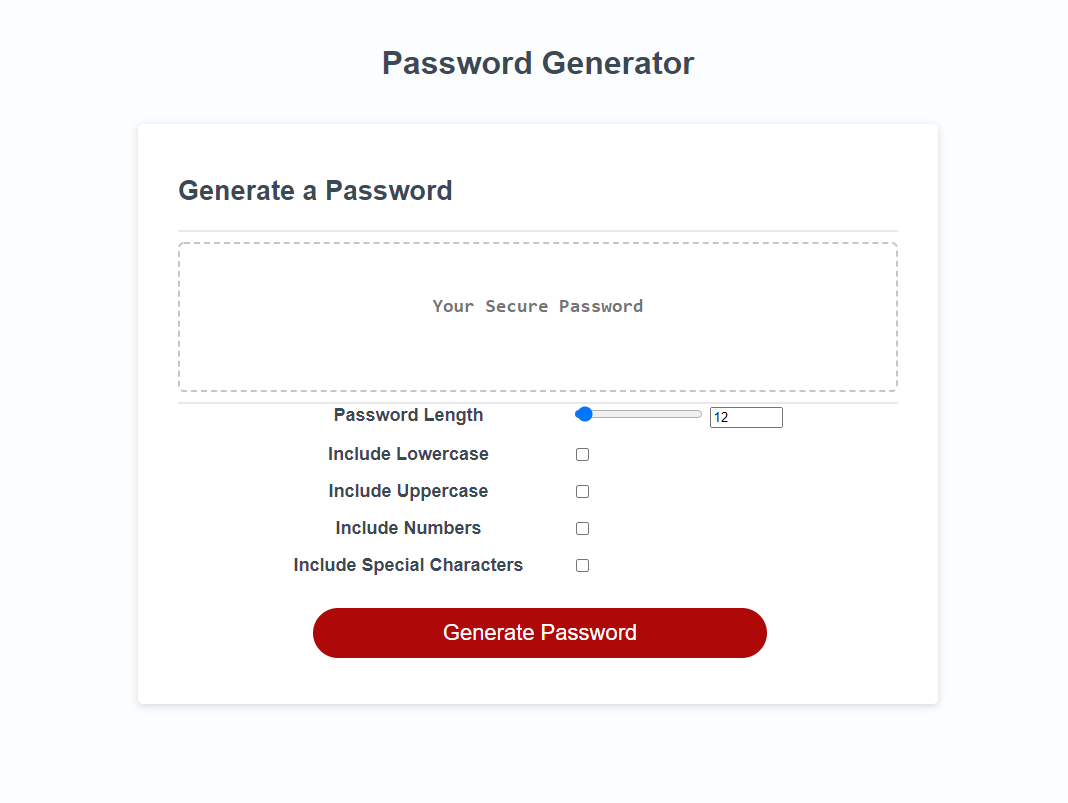 Password Generator
Generate a Password
Your Secure Password
Password Length 12
Include Lowercase
Include Uppercase
Include Numbers
Include Special Characters
Generate Password